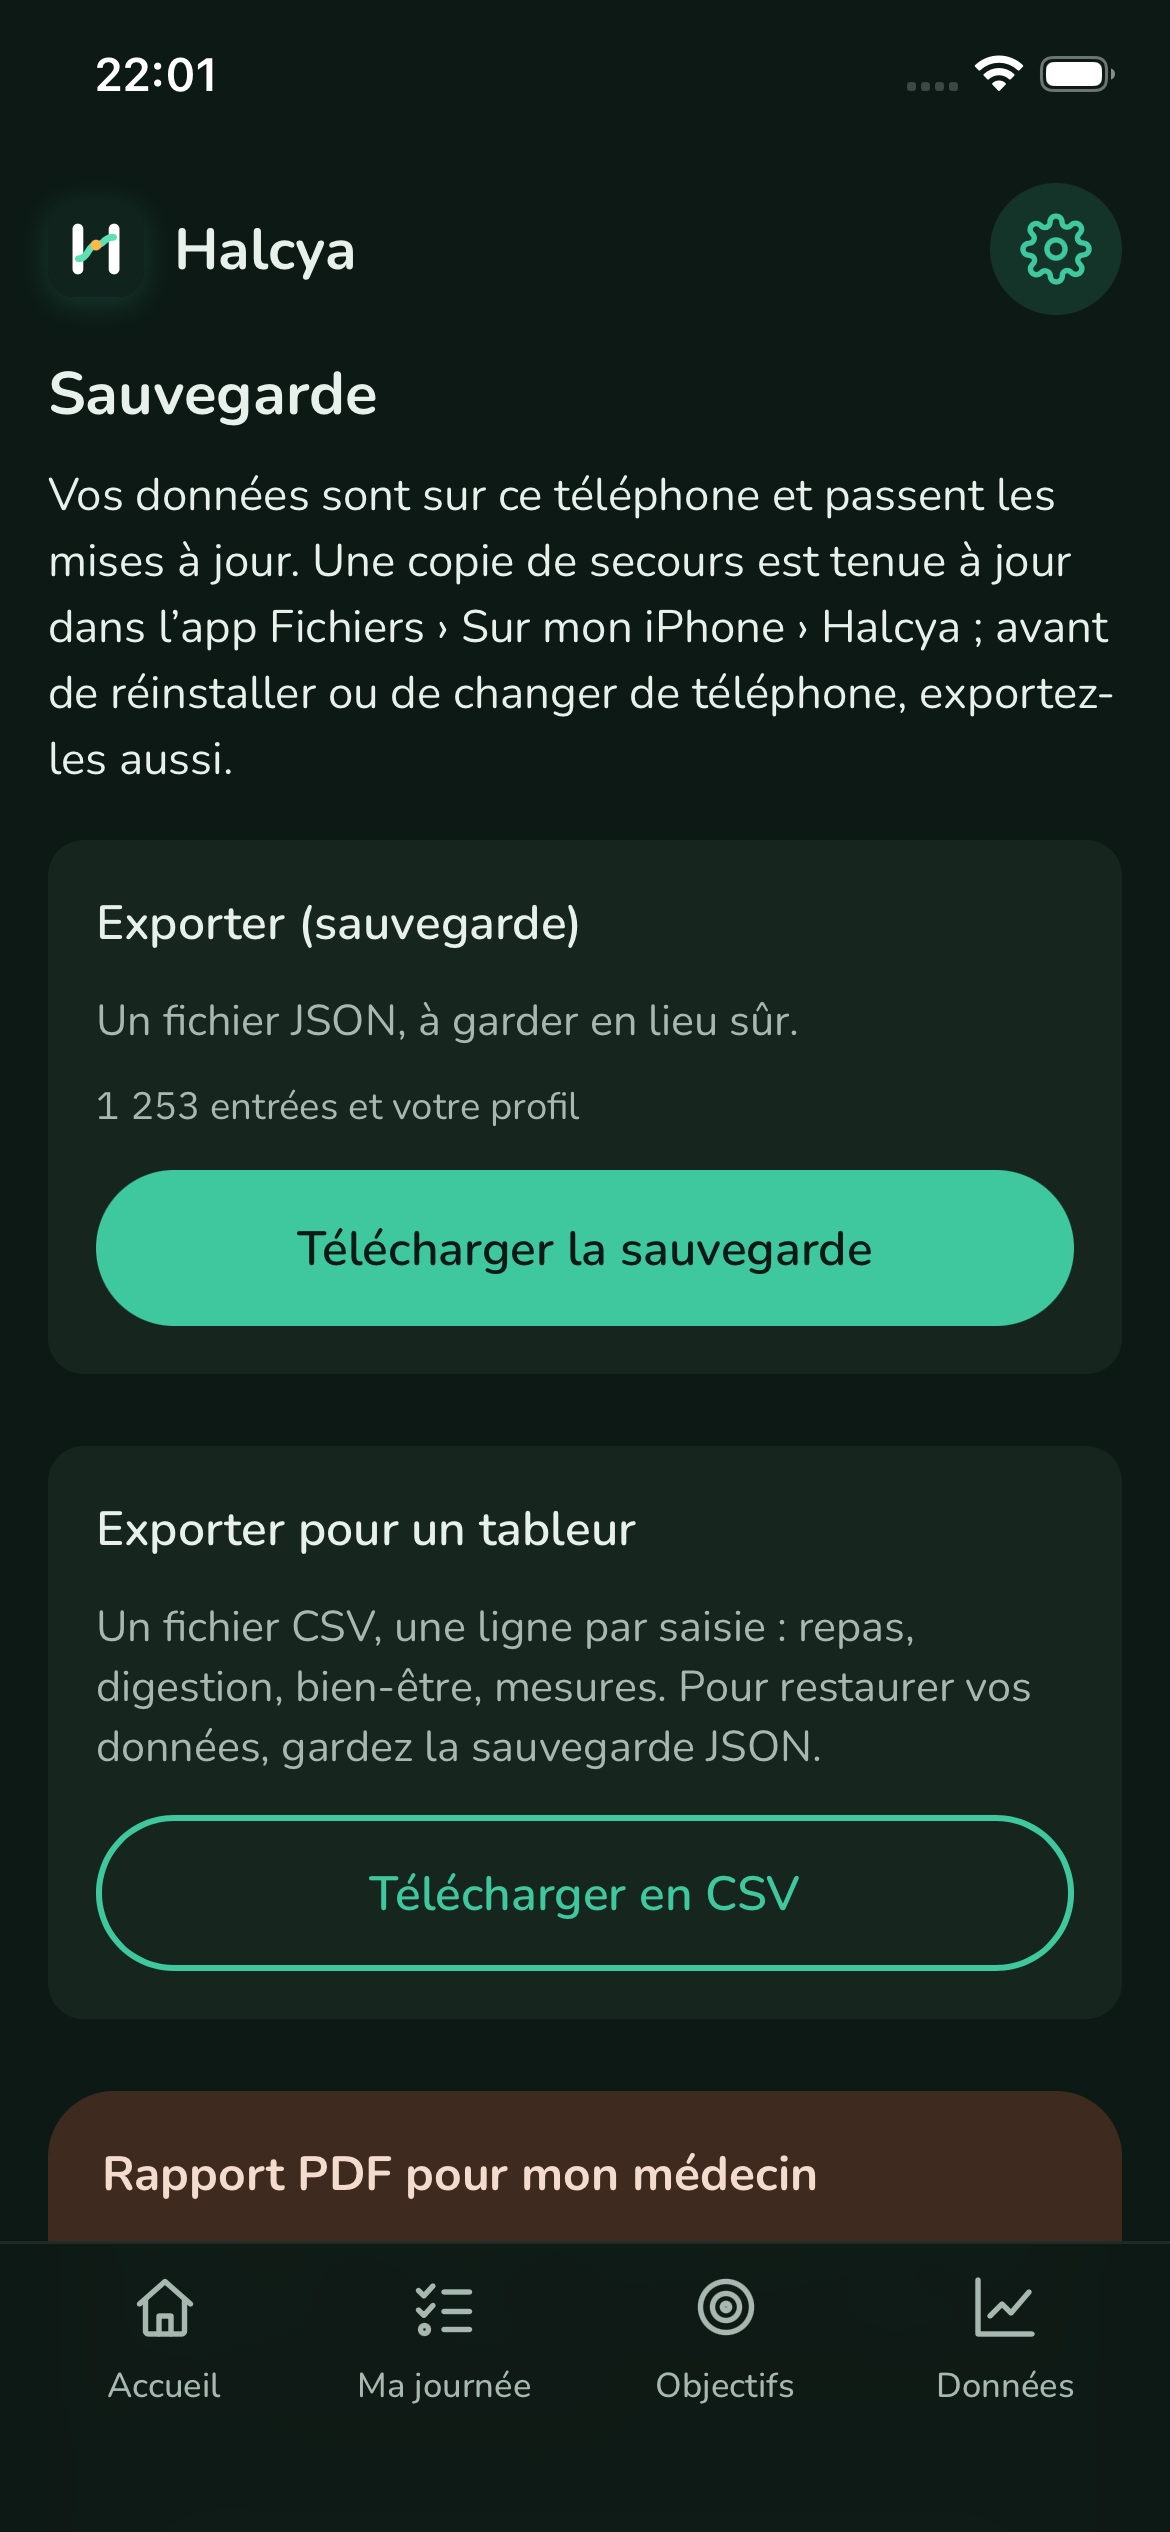 22:01
Halcya
Sauvegarde
Vos données sont sur ce téléphone et passent les
mises à jour. Une copie de secours est tenue à jour
dans l’app Fichiers › Sur mon iPhone › Halcya ; avant
de réinstaller ou de changer de téléphone, exportez-
les aussi.
Exporter (sauvegarde)
Un fichier JSON, à garder en lieu sûr.
1 253 entrées et votre profil
Télécharger la sauvegarde
Exporter pour un tableur
Un fichier CSV, une ligne par saisie : repas,
digestion, bien-être, mesures. Pour restaurer vos
données, gardez la sauvegarde JSON.
Télécharger en CSV
Rapport PDF pour mon médecin
Accueil
Ma journée
Objectifs
Données